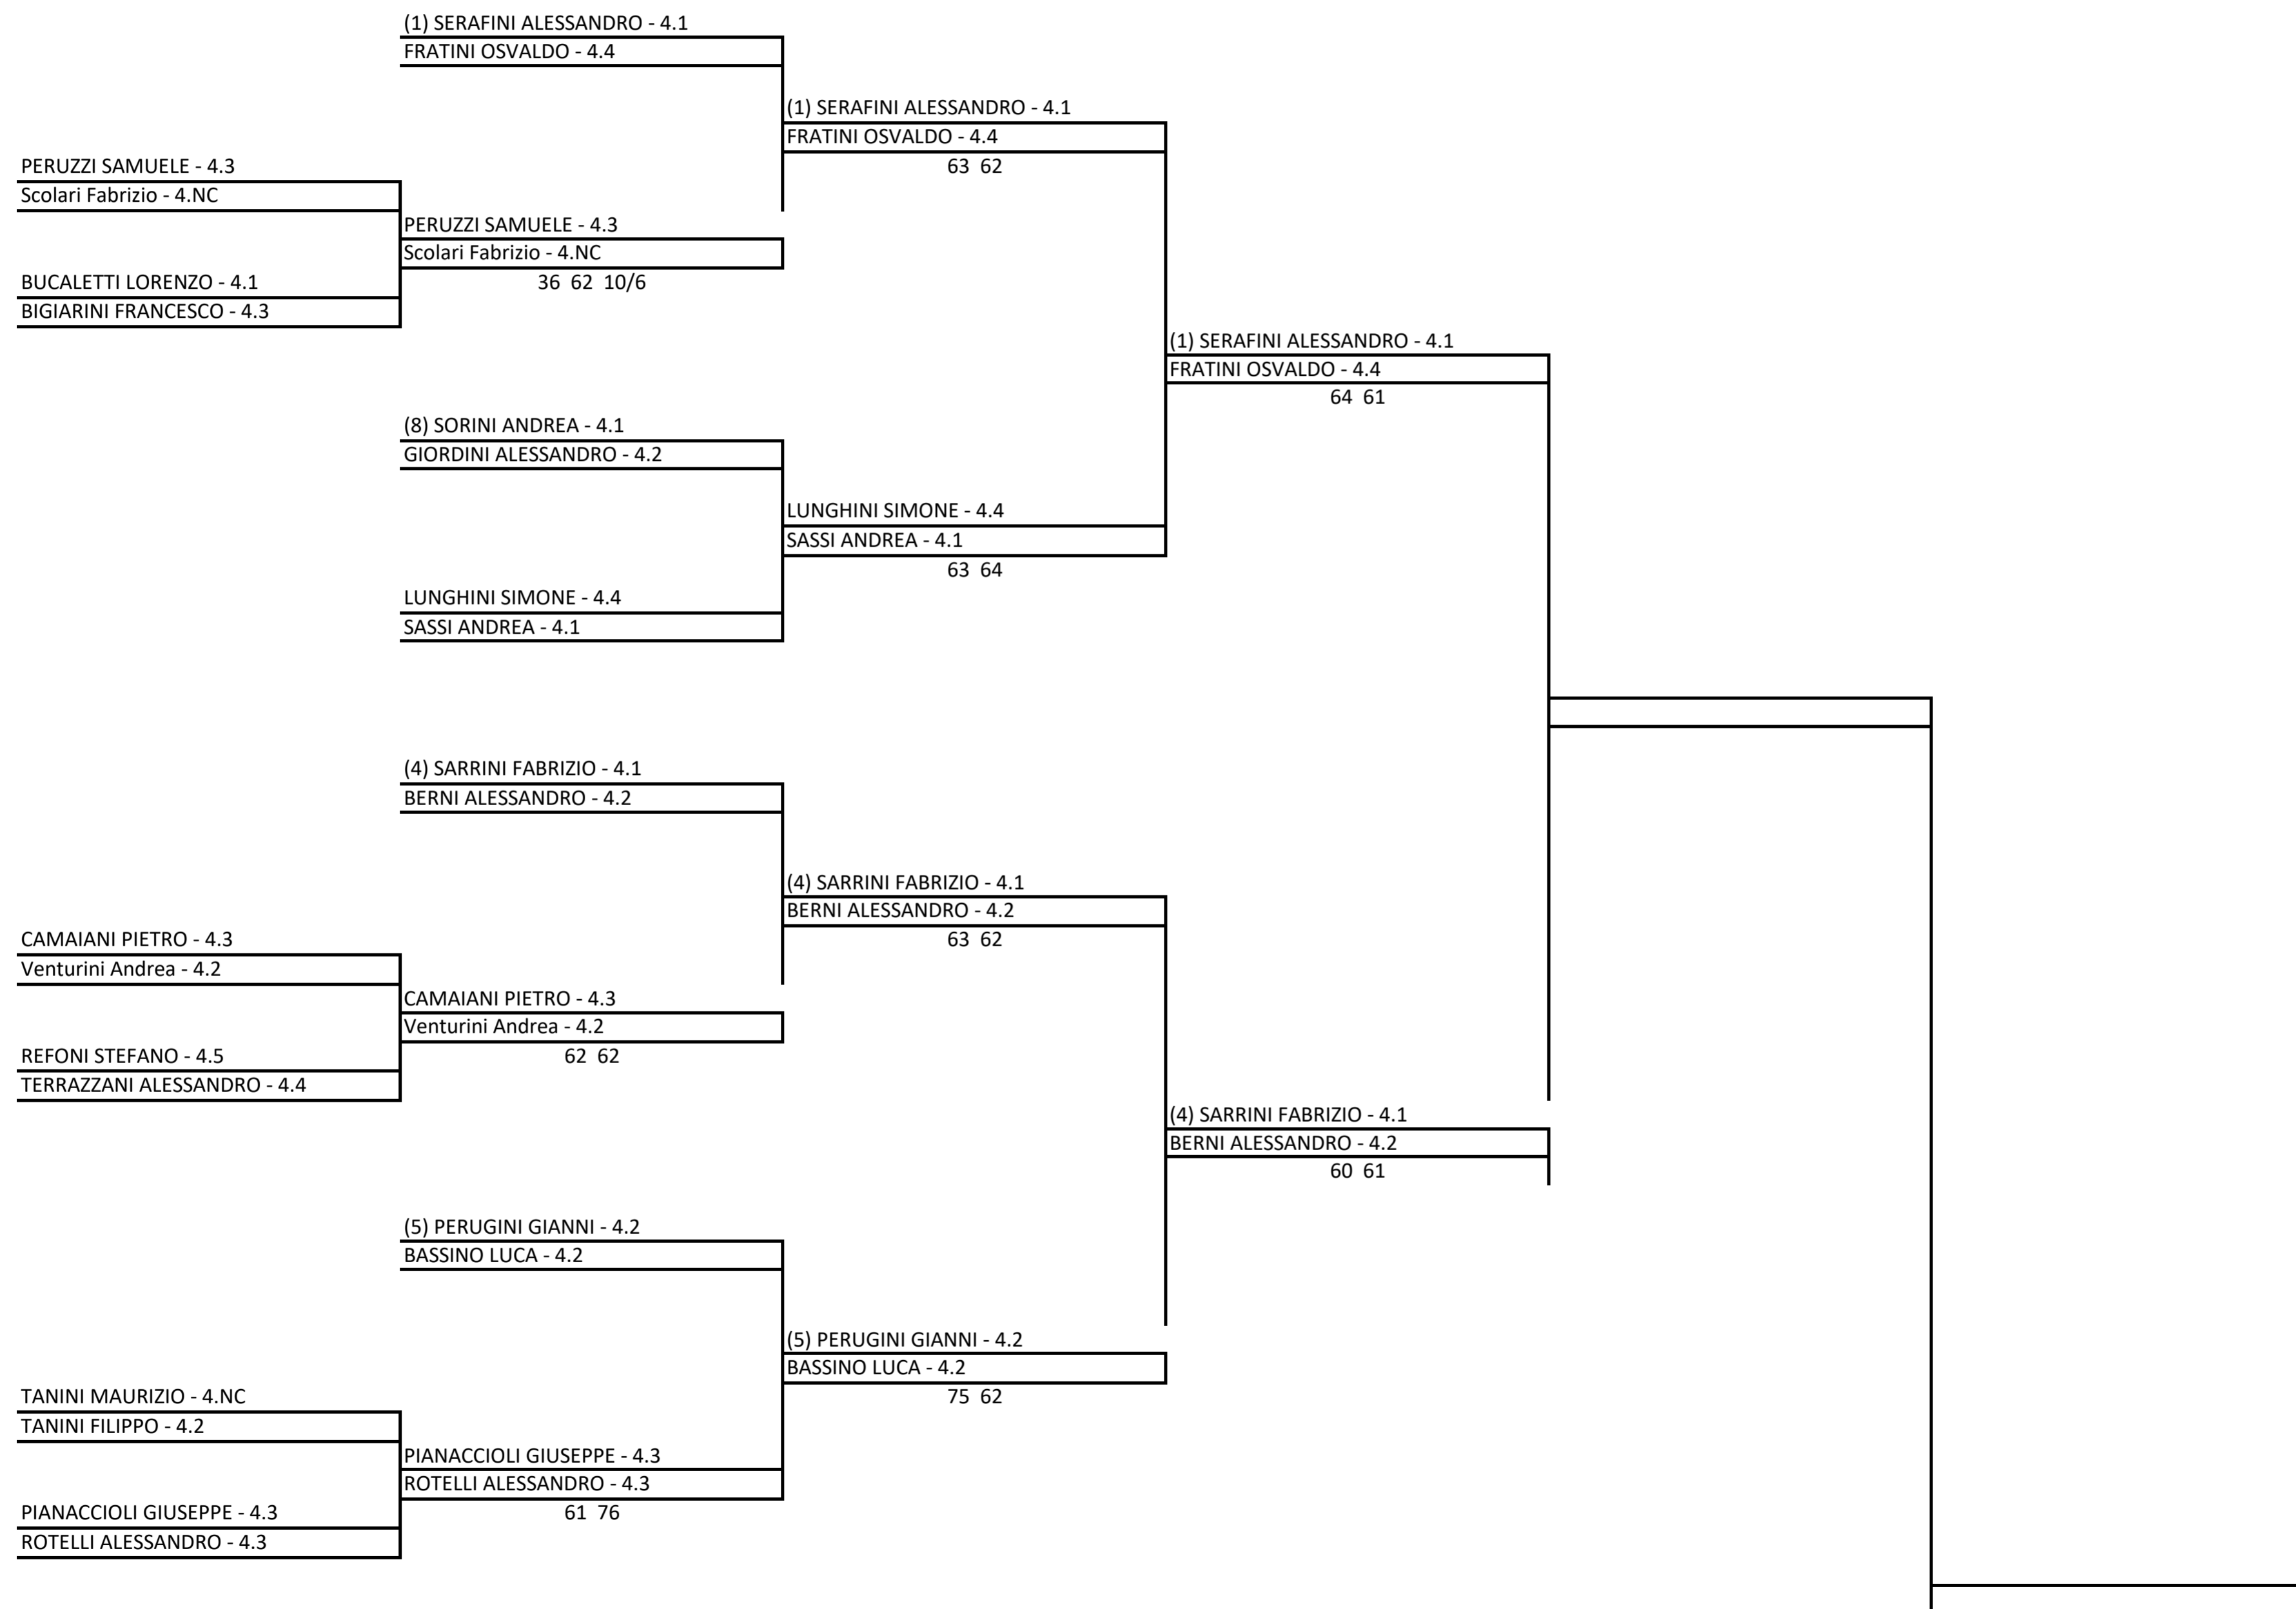 (1) SERAFINI ALESSANDRO - 4.1
FRATINI OSVALDO - 4.4
(1) SERAFINI ALESSANDRO - 4.1
FRATINI OSVALDO - 4.4
63 62
PERUZZI SAMUELE - 4.3
Scolari Fabrizio - 4.NC
PERUZZI SAMUELE - 4.3
Scolari Fabrizio - 4.NC
36 62 10/6
BUCALETTI LORENZO - 4.1
BIGIARINI FRANCESCO - 4.3
(1) SERAFINI ALESSANDRO - 4.1
FRATINI OSVALDO - 4.4
64 61
(8) SORINI ANDREA - 4.1
GIORDINI ALESSANDRO - 4.2
LUNGHINI SIMONE - 4.4
SASSI ANDREA - 4.1
63 64
LUNGHINI SIMONE - 4.4
SASSI ANDREA - 4.1
(4) SARRINI FABRIZIO - 4.1
BERNI ALESSANDRO - 4.2
(4) SARRINI FABRIZIO - 4.1
BERNI ALESSANDRO - 4.2
63 62
CAMAIANI PIETRO - 4.3
Venturini Andrea - 4.2
CAMAIANI PIETRO - 4.3
Venturini Andrea - 4.2
62 62
REFONI STEFANO - 4.5
TERRAZZANI ALESSANDRO - 4.4
(4) SARRINI FABRIZIO - 4.1
BERNI ALESSANDRO - 4.2
60 61
(5) PERUGINI GIANNI - 4.2
BASSINO LUCA - 4.2
(5) PERUGINI GIANNI - 4.2
BASSINO LUCA - 4.2
75 62
TANINI MAURIZIO - 4.NC
TANINI FILIPPO - 4.2
PIANACCIOLI GIUSEPPE - 4.3
ROTELLI ALESSANDRO - 4.3
61 76
PIANACCIOLI GIUSEPPE - 4.3
ROTELLI ALESSANDRO - 4.3